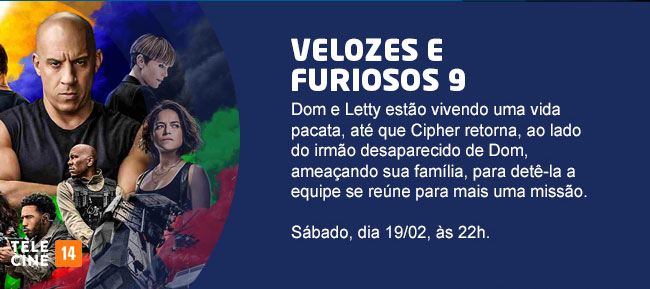 VELOZES E
FURIOSOS 9
Dom e Letty estão vivendo uma vida
pacata, até que Cipher retorna, ao lado
do irmão desaparecido de Dom,
ameaçando sua família, para detê-la a
equipe se reúne para mais uma missão.
Sábado, dia 19/02, às 22h.
TELE
CINE
14